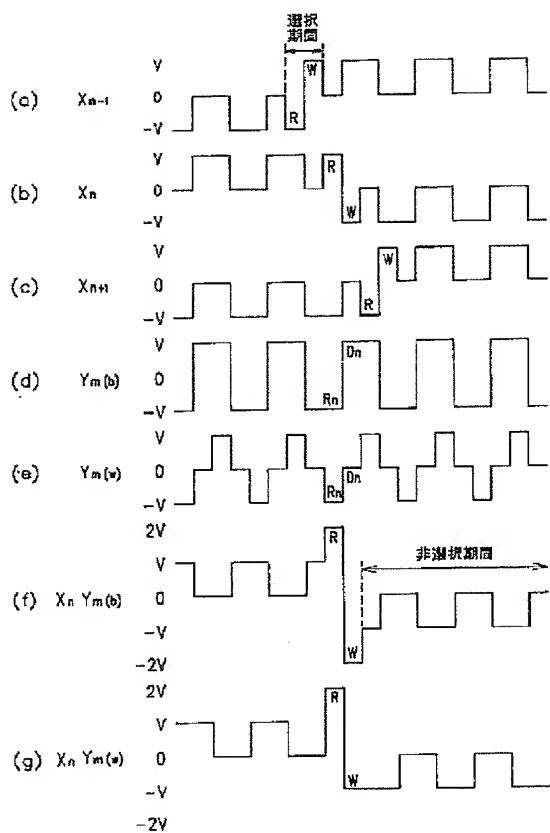 選択
期間
V
(a) Xn-1 0
-V
R
W
V
(b) Xn 0
-V
R
W
V
(c) Xn+1 0
-V
R
W
V
(d) Ym(b) 0
-V
Rn
Dn
V
(e) Ym(w) 0
-V
Rn
Dn
2V
V
(f) Xn Ym(b) 0
-V
-2V
R
W
非選択期間
2V
V
(g) Xn Ym(w) 0
-V
-2V
R
W